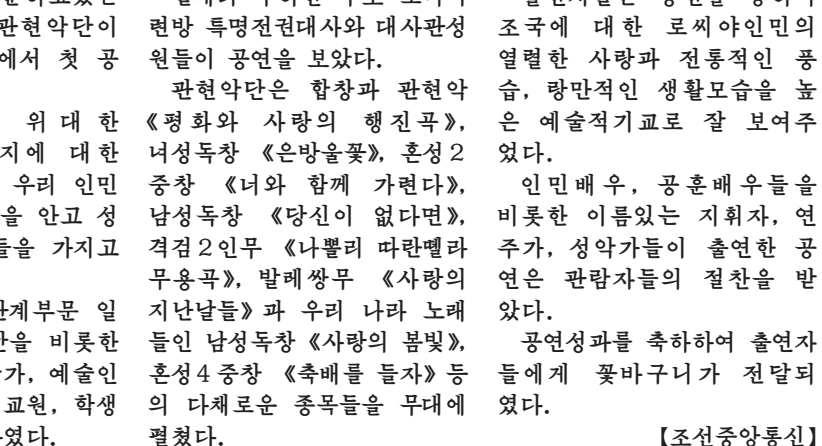 관현악단이
에서 첫 공
위대한
지에 대한
우리 인민
을 안고 성
들을 가지고
관계부문 일
을 비롯한
가, 예술인
교원, 학생
였다.
련방 특명전권대사와 대사관성
원들이 공연을 보았다.
관현악단은 합창과 관현악
《평화와 사랑의 행진곡》,
녀성독창 《은방울꽃》, 혼성2
중창 《너와 함께 가련다》,
남성독창 《당신이 없다면》,
격검2인무 《나뽈리 따란뗄라
무용곡》, 발레쌍무 《사랑의
지난날들》과 우리 나라 노래
들인 남성독창 《사랑의 봄빛》,
혼성4중창 《축배를 들자》 등
의 다채로운 종목들을 무대에
펼쳤다.
조국에 대한 로씨야인민의
열렬한 사랑과 전통적인 풍
습, 랑만적인 생활모습을 높
은 예술적기교로 잘 보여주
었다.
인민배우, 공훈배우들을
비롯한 이름있는 지휘자, 연
주가, 성악가들이 출연한 공
연은 관람자들의 절찬을 받
았다.
공연성과를 축하하여 출연자
들에게 꽃바구니가 전달되
였다.
【조선중앙통신】